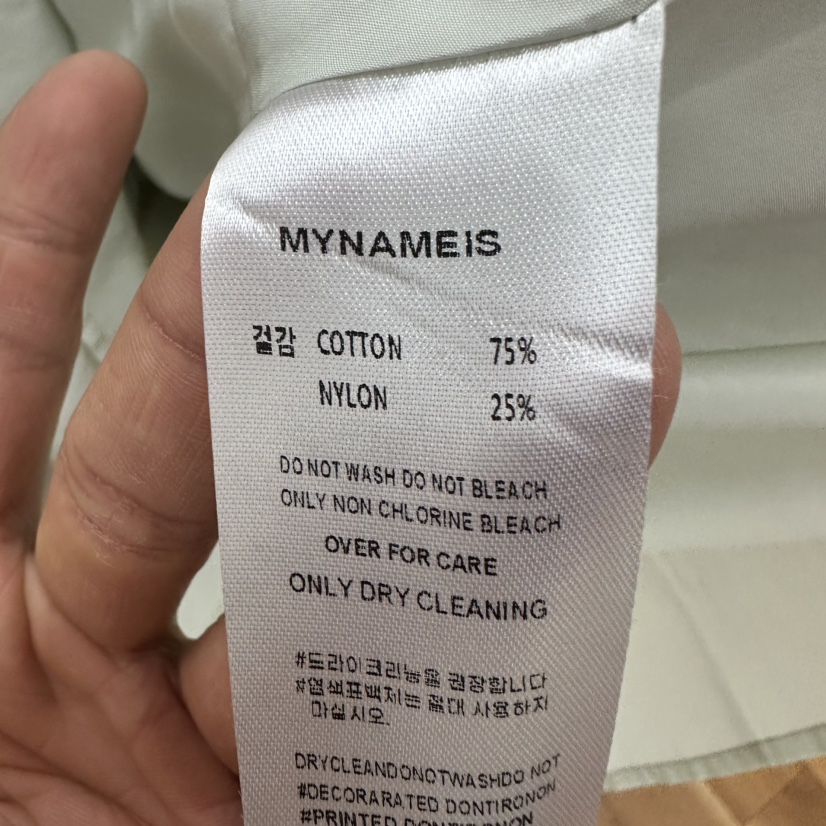 MYNAMEIS
겉감 COTTON 75%
NYLON 25%
DO NOT WASH DO NOT BLEACH
ONLY NON CHLORINE BLEACH
OVER FOR CARE
ONLY DRY CLEANING
#드라이크리닝을 권장합니다
#염색표백제는 절대 사용하지
마십시오.
DRYCLEANDONOTWASHDO NOT
#DECORARATED DONTIRONON
#PRINTED DONTIRONON